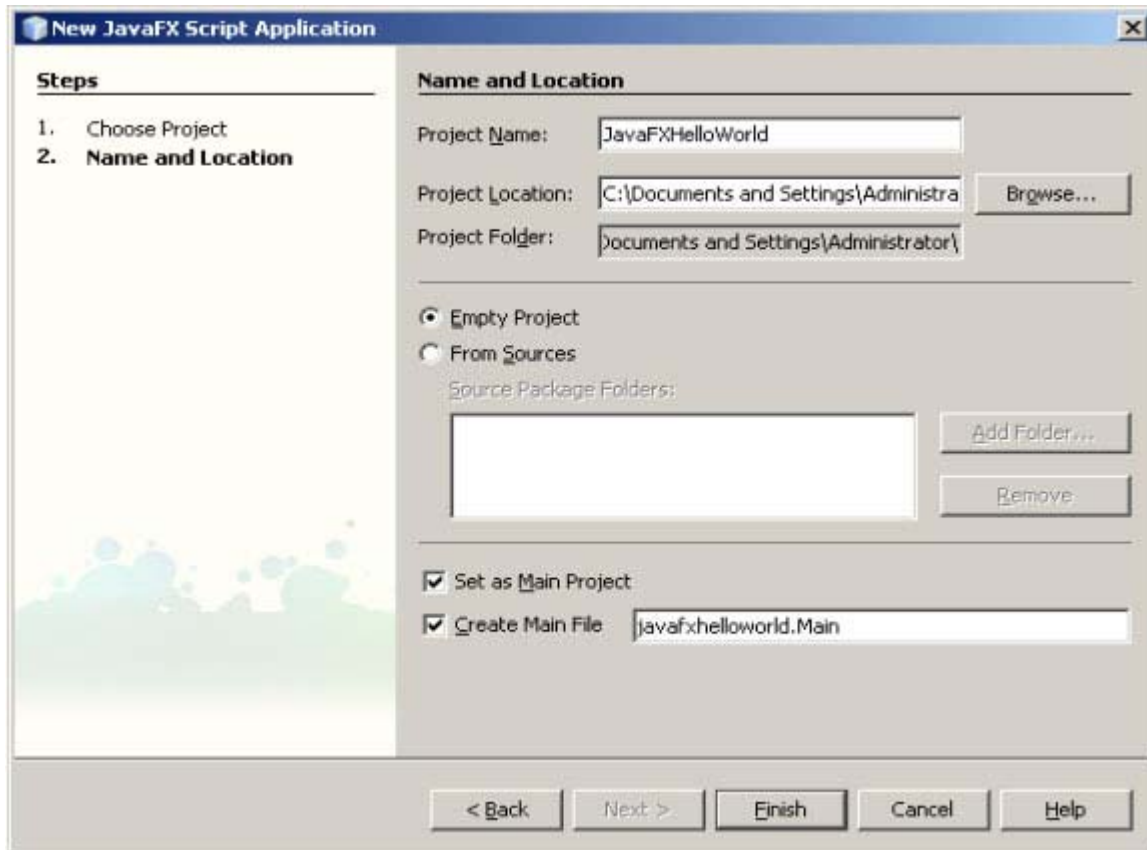 New JavaFX Script Application
Steps
1. Choose Project
2. Name and Location
Name and Location
Project Name: JavaFXHelloWorld
Project Location: C:\Documents and Settings\Administra Browse...
Project Folder: Documents and Settings\Administrator\
Empty Project
From Sources
Source Package Folders:
Add Folder...
Remove
Set as Main Project
Create Main File javafxhelloworld.Main
< Back Next > Finish Cancel Help